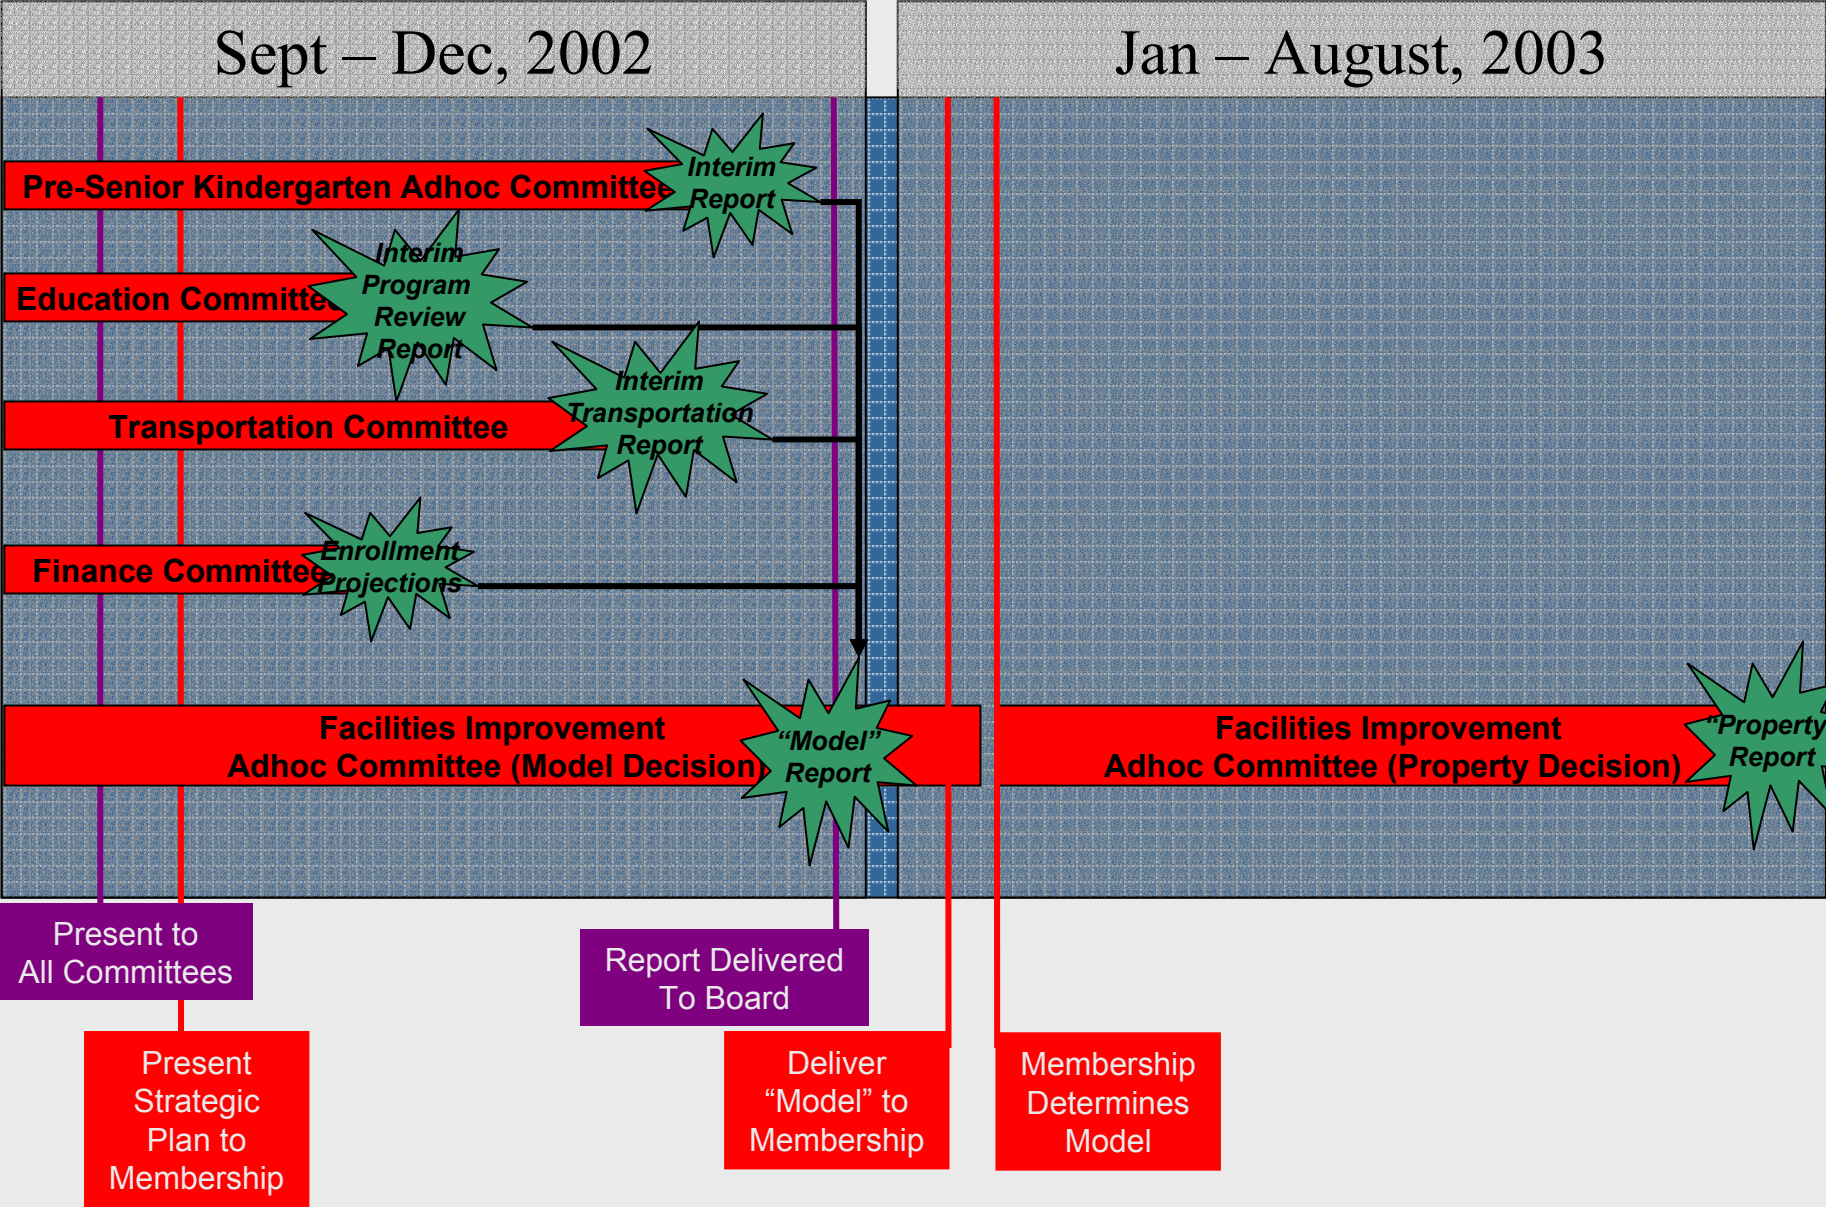 Sept – Dec, 2002
Jan – August, 2003
Pre-Senior Kindergarten Adhoc Committee
Interim
Report
Education Committee
Interim
Program
Review
Report
Transportation Committee
Interim
Transportation
Report
Finance Committee
Enrollment
Projections
Facilities Improvement
Adhoc Committee (Model Decision)
“Model”
Report
Facilities Improvement
Adhoc Committee (Property Decision)
“Property
Report
Present to
All Committees
Report Delivered
To Board
Present
Strategic
Plan to
Membership
Deliver
“Model” to
Membership
Membership
Determines
Model